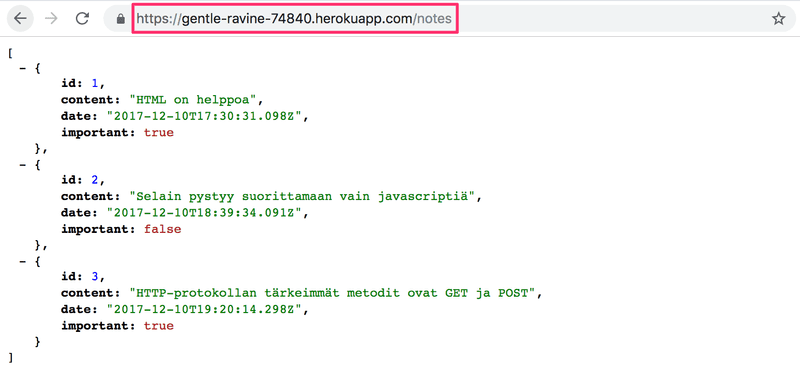 https://gentle-ravine-74840.herokuapp.com/notes
[
– {
id: 1,
content: "HTML on helppoa",
date: "2017-12-10T17:30:31.098Z",
important: true
},
– {
id: 2,
content: "Selain pystyy suorittamaan vain javascriptiä",
date: "2017-12-10T18:39:34.091Z",
important: false
},
– {
id: 3,
content: "HTTP-protokollan tärkeimmät metodit ovat GET ja POST",
date: "2017-12-10T19:20:14.298Z",
important: true
}
]